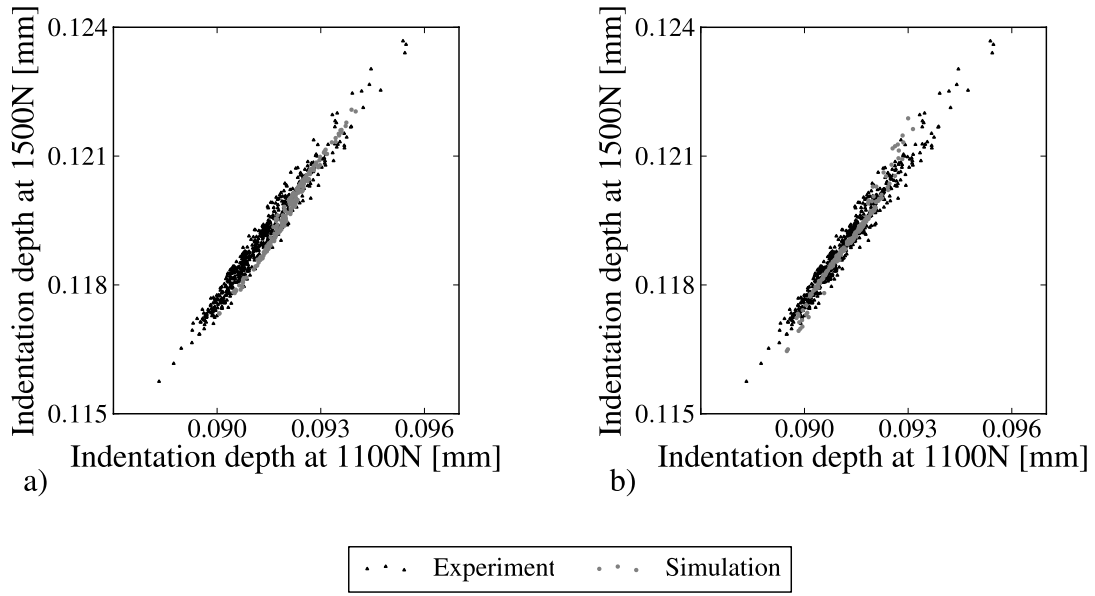 0.124
0.121
0.118
0.115
Indentation depth at 1500N [mm]
0.090 0.093 0.096
Indentation depth at 1100N [mm]
a)
0.124
0.121
0.118
0.115
Indentation depth at 1500N [mm]
0.090 0.093 0.096
Indentation depth at 1100N [mm]
b)
Experiment Simulation